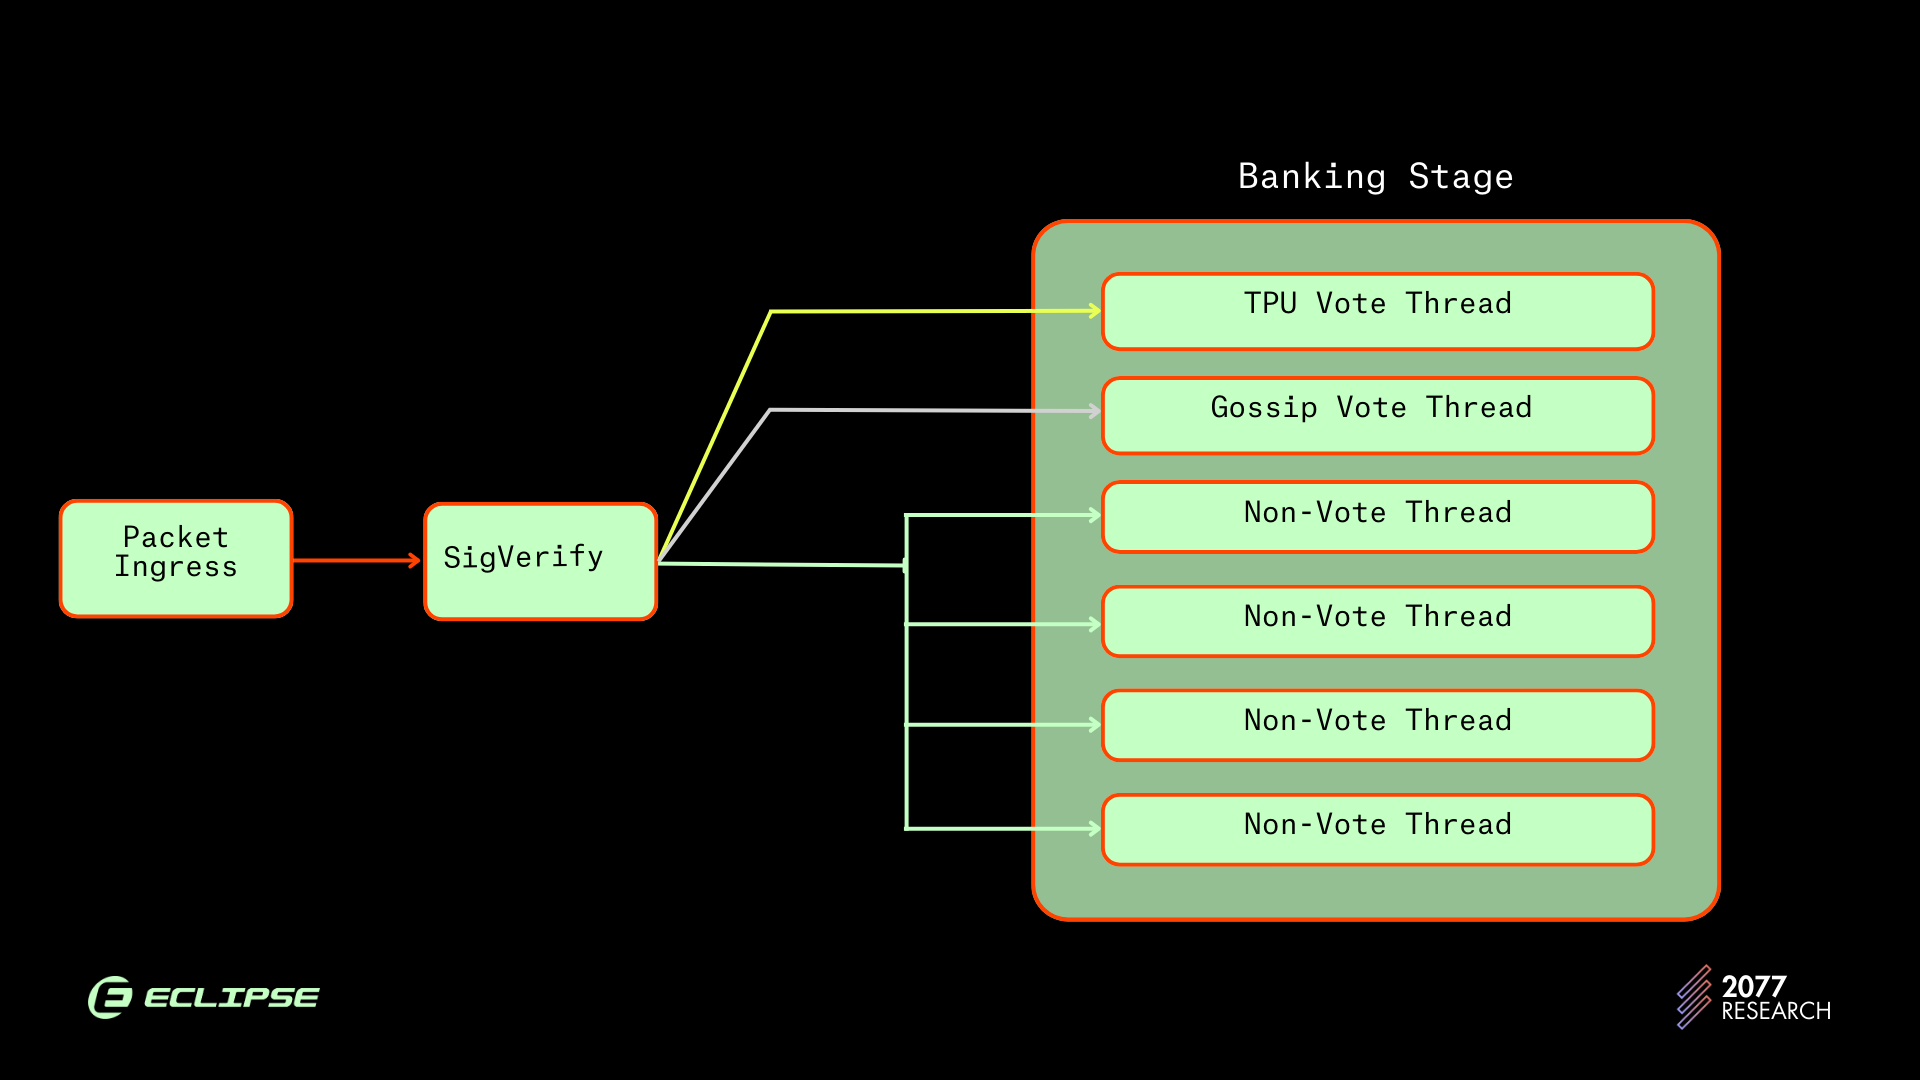 Banking Stage
TPU Vote Thread
Gossip Vote Thread
Non-Vote Thread
Non-Vote Thread
Non-Vote Thread
Non-Vote Thread
Packet
Ingress
SigVerify
ECLIPSE
2077
RESEARCH